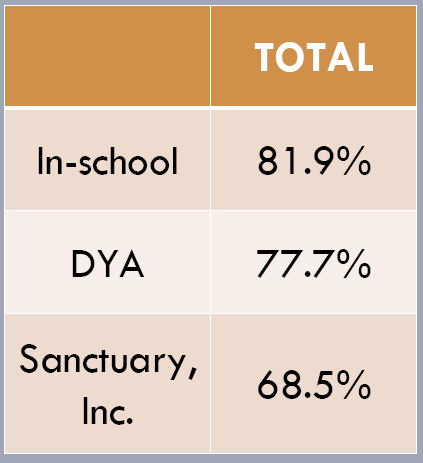 TOTAL
In-school 81.9%
DYA 77.7%
Sanctuary,
Inc. 68.5%